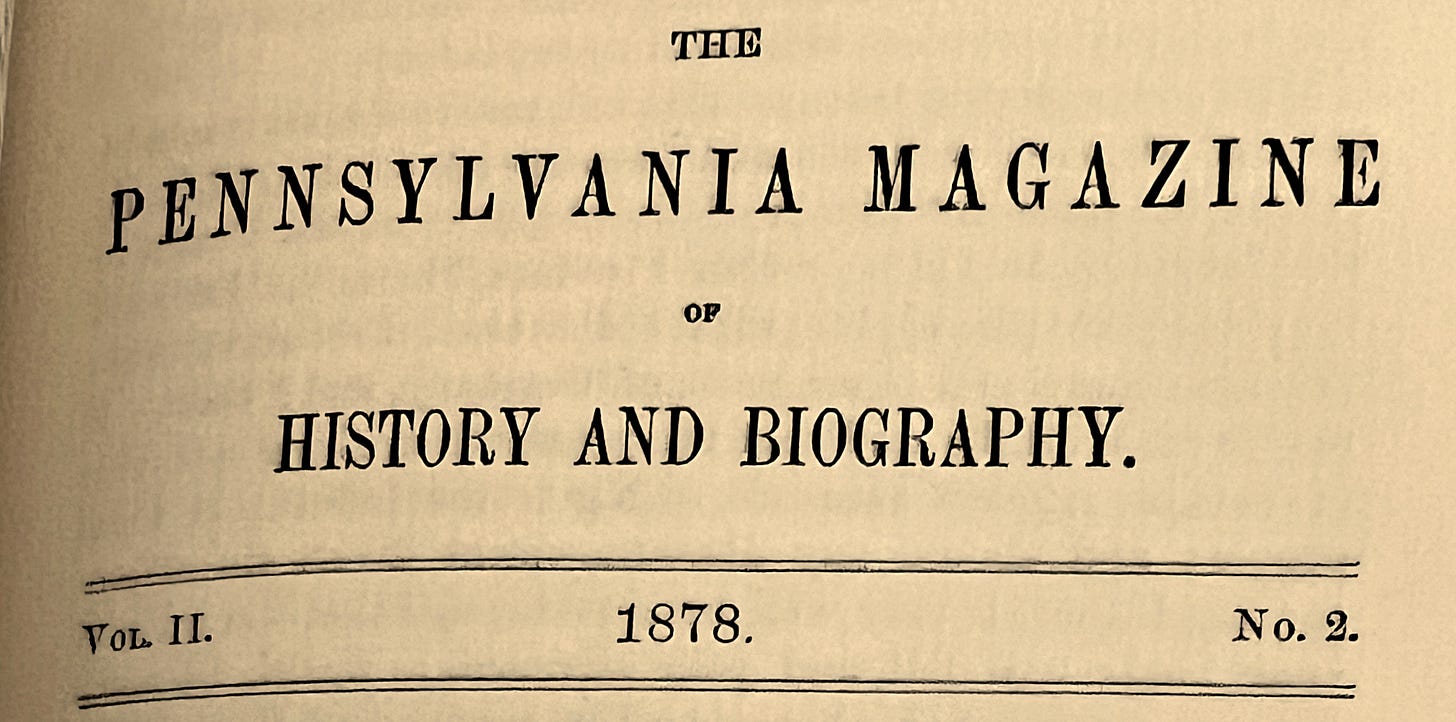 THE
PENNSYLVANIA MAGAZINE
OF
HISTORY AND BIOGRAPHY.
VOL. II. 1878. No. 2.